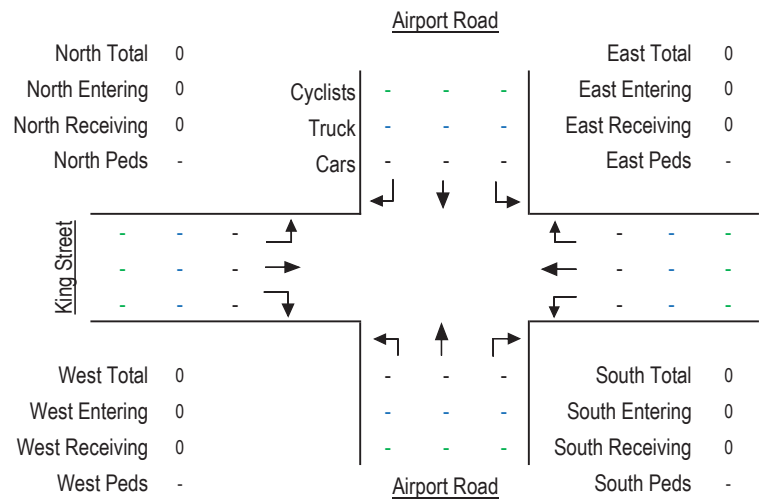 Airport Road
North Total 0
East Total 0
North Entering 0
Cyclists - - -
East Entering 0
North Receiving 0
Truck - - -
East Receiving 0
North Peds -
Cars - - -
East Peds -
King Street
- - -
- - -
- - -
- - -
- - -
- - -
West Total 0
- - -
South Total 0
West Entering 0
- - -
South Entering 0
West Receiving 0
- - -
South Receiving 0
West Peds -
Airport Road
South Peds -